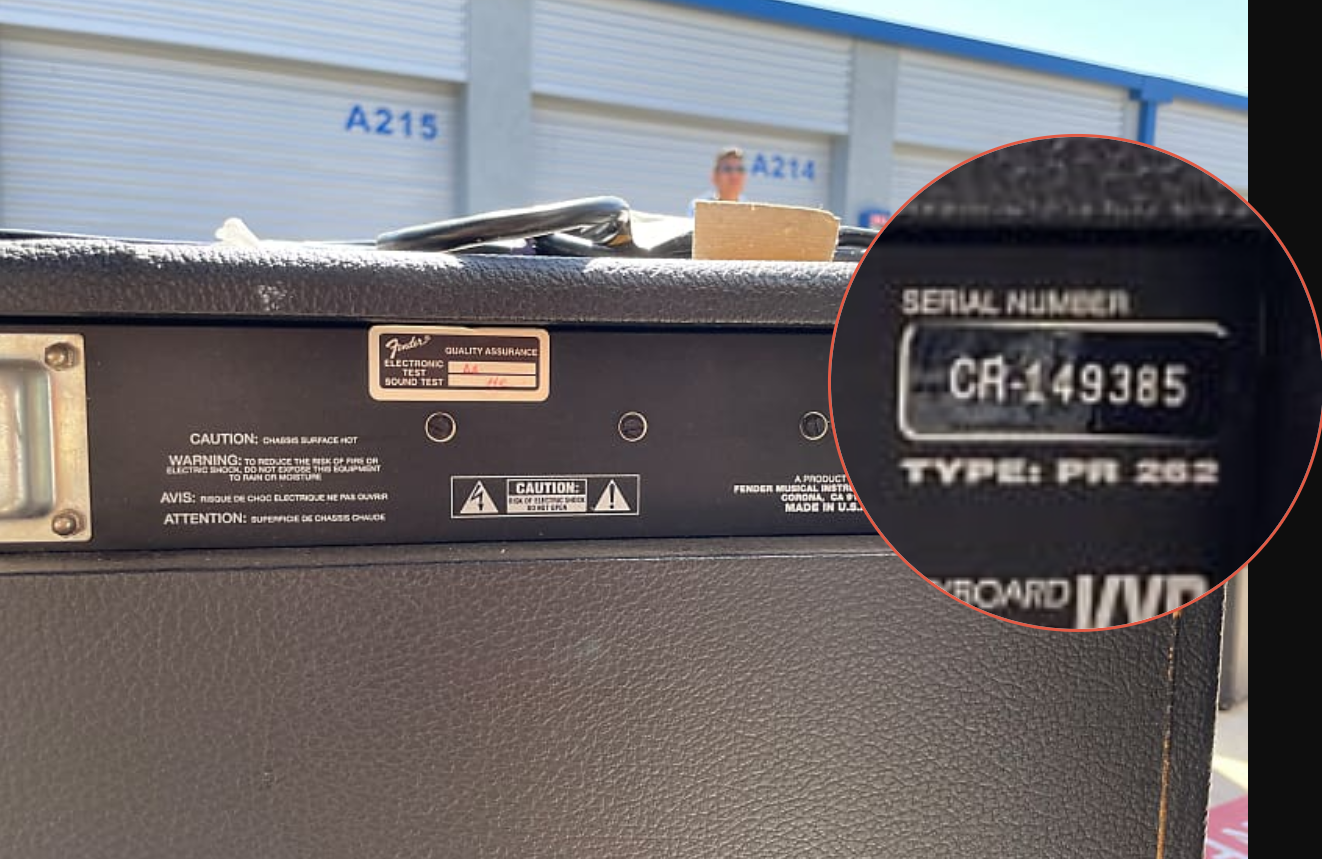 A215
A214
Fender®
QUALITY ASSURANCE
ELECTRONIC
TEST
SOUND TEST
CAUTION: CHASSIS SURFACE HOT
WARNING: TO REDUCE THE RISK OF FIRE OR
ELECTRIC SHOCK, DO NOT EXPOSE THIS EQUIPMENT
TO RAIN OR MOISTURE
AVIS: RISQUE DE CHOC ELECTRIQUE NE PAS OUVRIR
ATTENTION: SUPERFICIE DE CHASSIS CHAUDE
CAUTION:
RISK OF ELECTRIC SHOCK
DO NOT OPEN
A PRODUCT
FENDER MUSICAL INSTR
CORONA, CA 9
MADE IN U.S.
SERIAL NUMBER
CR-149385
TYPE: PR 262
YBOARD